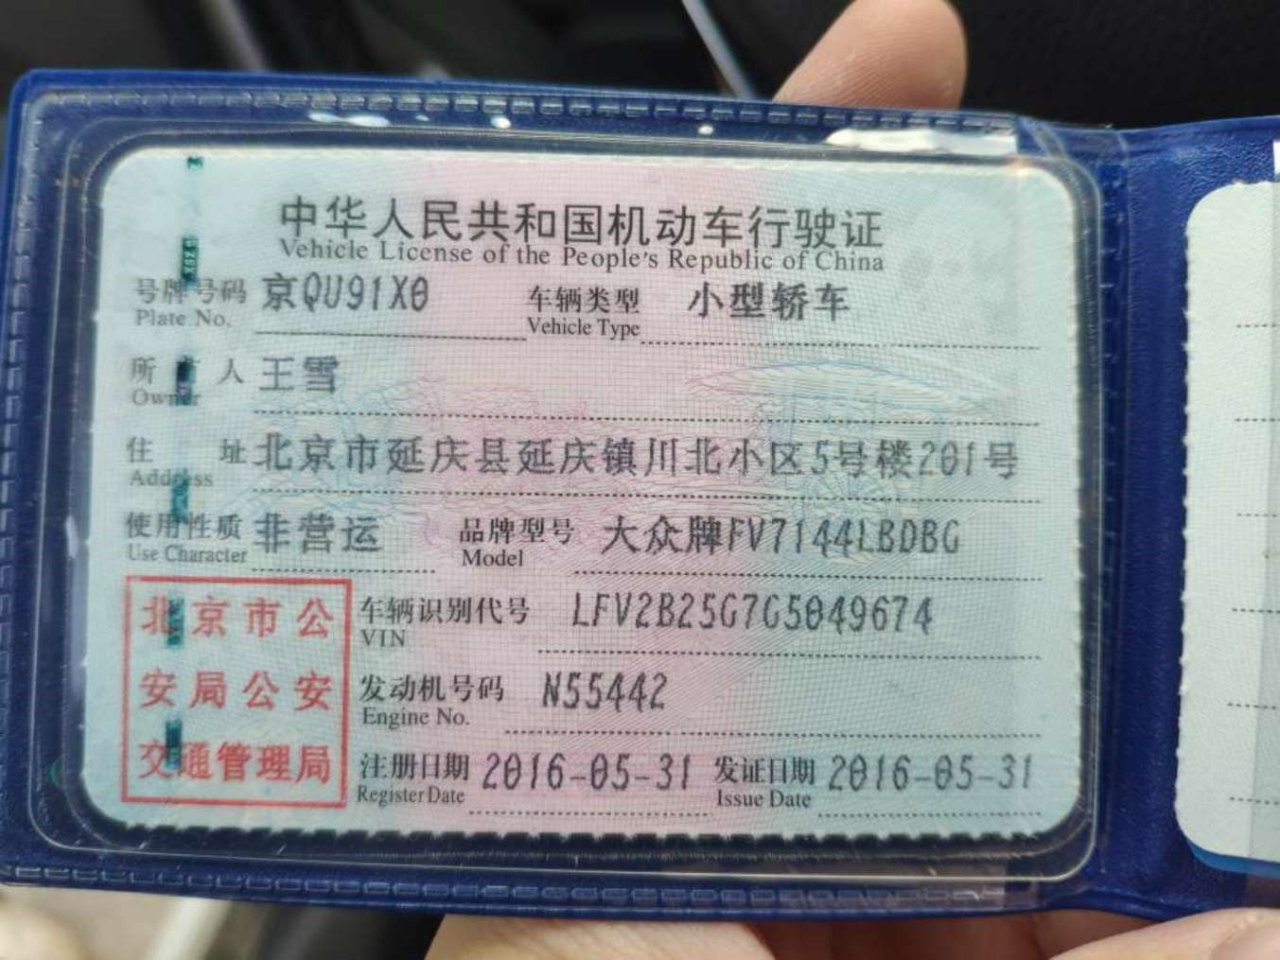 中华人民共和国机动车行驶证
Vehicle License of the People's Republic of China
号牌号码 京QU91X0 车辆类型 小型轿车
Plate No. Vehicle Type
所有人 王雪
Owner
住址 北京市延庆县延庆镇川北小区5号楼201号
Address
使用性质 非营运 品牌型号 大众牌FV7144LBDBG
Use Character Model
北京市公
安局公安
交通管理局
车辆识别代号 LFV2B25G7G5049674
VIN
发动机号码 N55442
Engine No.
注册日期 2016-05-31 发证日期 2016-05-31
Register Date Issue Date